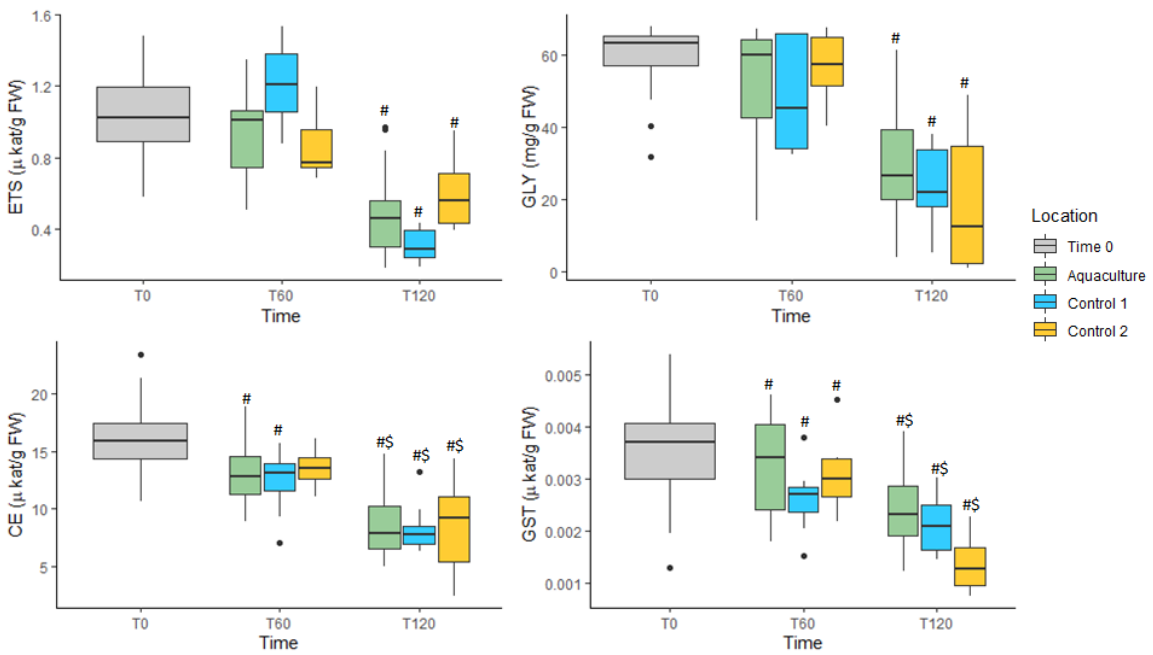 ETS (μ kat/g FW)
1.6
1.2
0.8
0.4
# # #
T0 T60 T120
Time
GLY (mg/g FW)
60
40
20
0
# # #
T0 T60 T120
Time
Location
Time 0
Aquaculture
Control 1
Control 2
CE (μ kat/g FW)
20
15
10
5
# # #$ #$ #$
T0 T60 T120
Time
GST (μ kat/g FW)
0.005
0.004
0.003
0.002
0.001
# # # #$ #$ #$
T0 T60 T120
Time